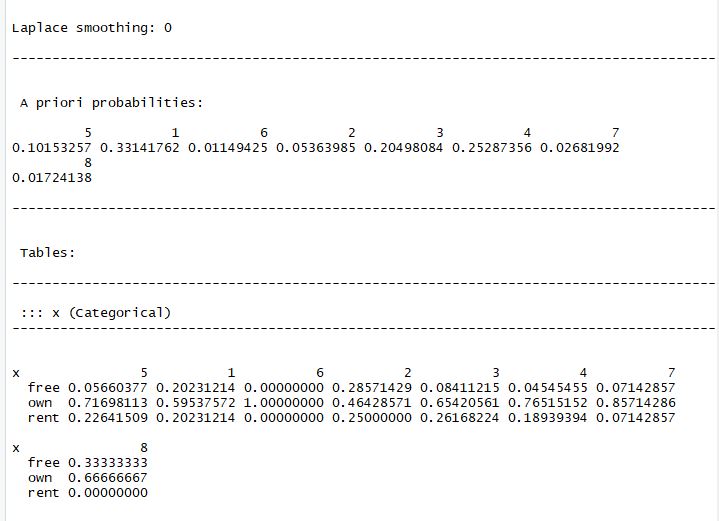 Laplace smoothing: 0
---------------------------------------------------------------------------------------
A priori probabilities:
5 1 6 2 3 4 7
0.10153257 0.33141762 0.01149425 0.05363985 0.20498084 0.25287356 0.02681992
8
0.01724138
---------------------------------------------------------------------------------------
Tables:
---------------------------------------------------------------------------------------
::: x (Categorical)
---------------------------------------------------------------------------------------
x 5 1 6 2 3 4 7
free 0.05660377 0.20231214 0.00000000 0.28571429 0.08411215 0.04545455 0.07142857
own 0.71698113 0.59537572 1.00000000 0.46428571 0.65420561 0.76515152 0.85714286
rent 0.22641509 0.20231214 0.00000000 0.25000000 0.26168224 0.18939394 0.07142857
x 8
free 0.33333333
own 0.66666667
rent 0.00000000